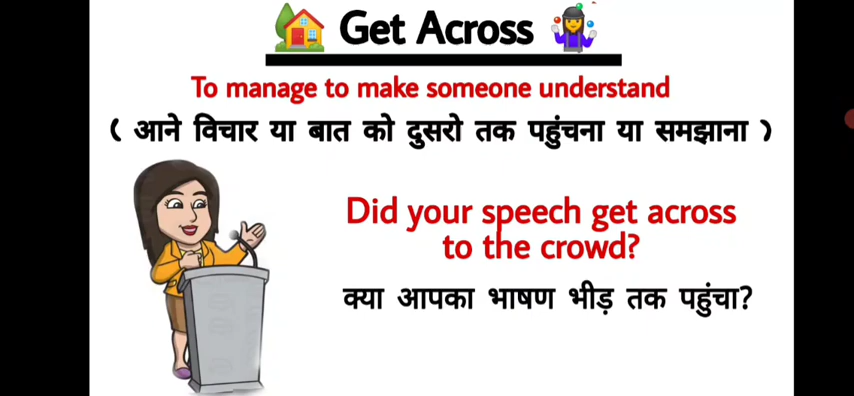 Get Across
To manage to make someone understand
( आने विचार या बात को दुसरो तक पहुंचना या समझाना )
Did your speech get across
to the crowd?
क्या आपका भाषण भीड़ तक पहुंचा?